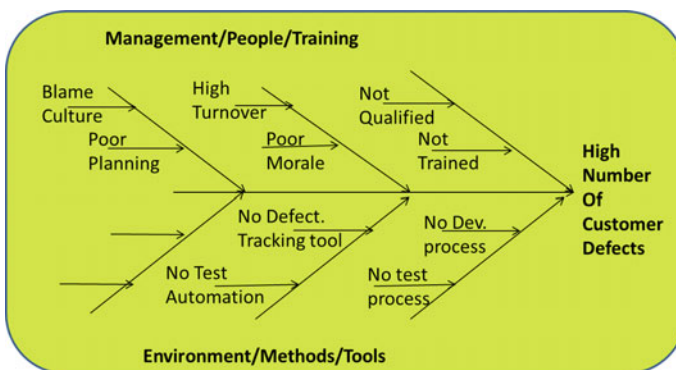 Management/People/Training
Blame
Culture
Poor
Planning
High
Turnover
Poor
Morale
Not
Qualified
Not
Trained
High
Number
Of
Customer
Defects
No Defect.
Tracking tool
No Test
Automation
No Dev.
process
No test
process
Environment/Methods/Tools